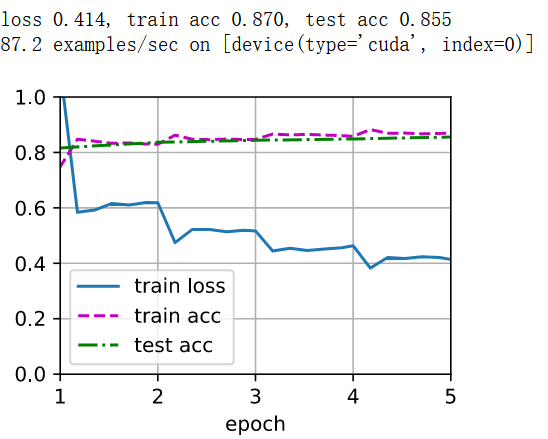 loss 0.414, train acc 0.870, test acc 0.855
87.2 examples/sec on [device(type='cuda', index=0)]
1.0
0.8
0.6
0.4
0.2
0.0
train loss
train acc
test acc
1 2 3 4 5
epoch